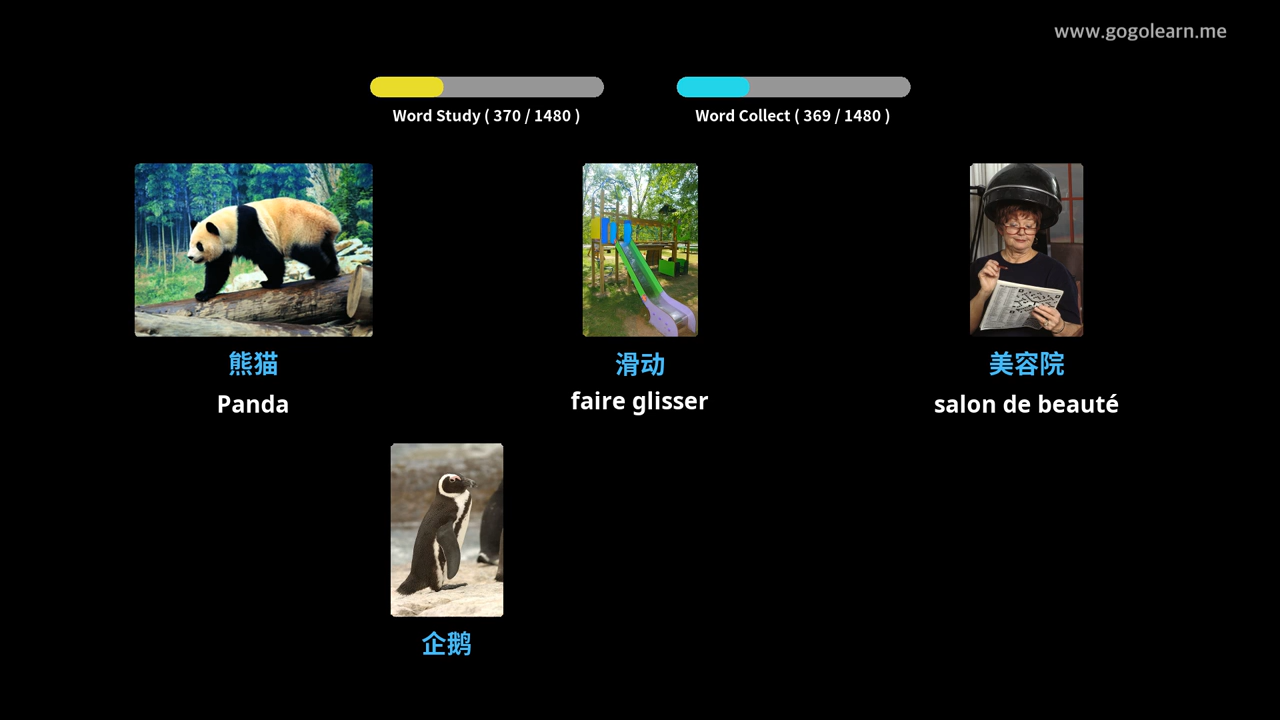 www.gogolearn.me
Word Study ( 370 / 1480 )
Word Collect ( 369 / 1480 )
熊猫
滑动
美容院
Panda
faire glisser
salon de beauté
企鹅